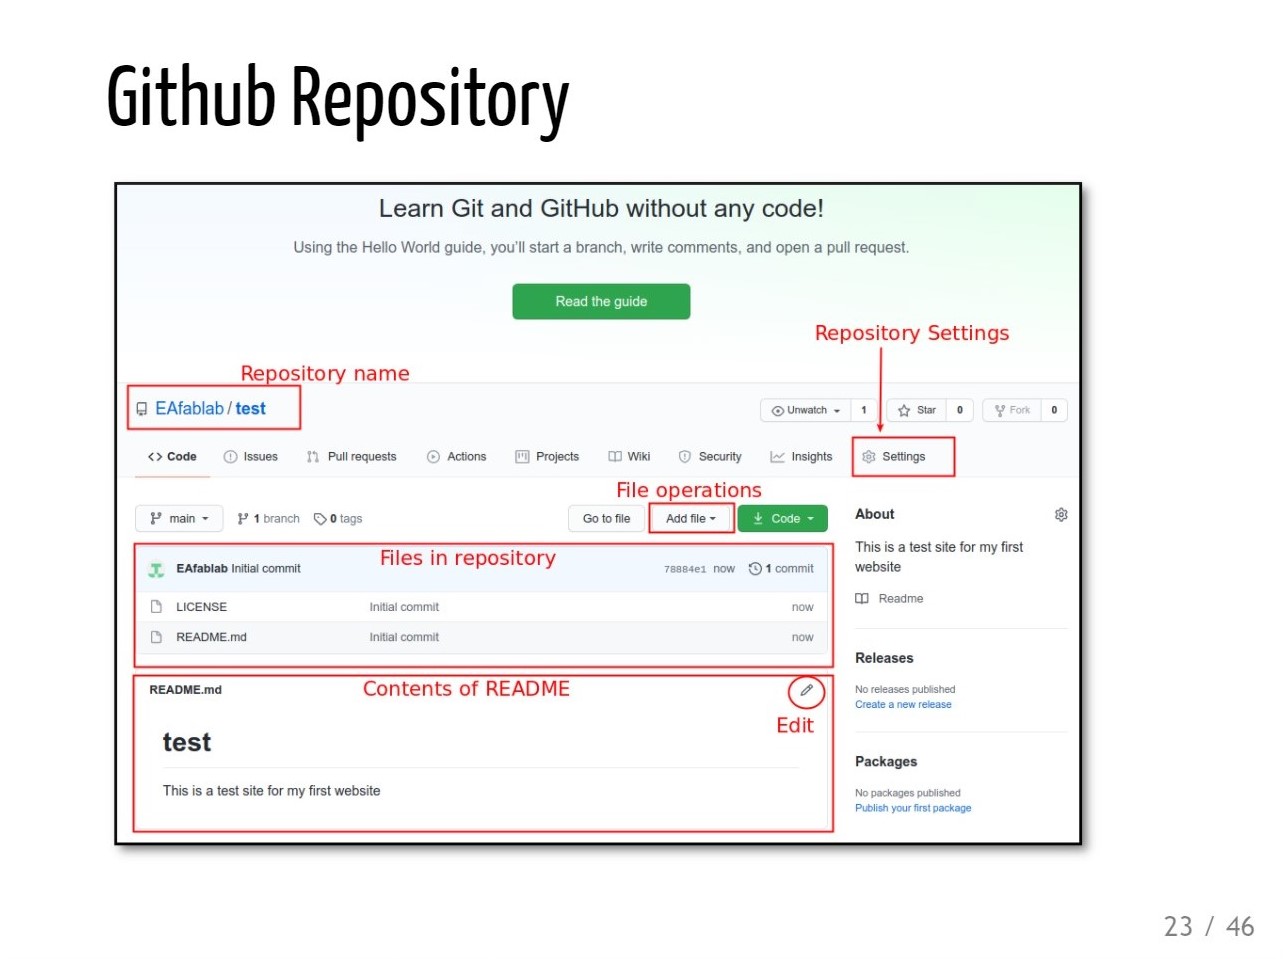 Github Repository
Learn Git and GitHub without any code!
Using the Hello World guide, you'll start a branch, write comments, and open a pull request.
Read the guide
Repository Settings
Repository name
EAfablab / test
Unwatch 1 Star 0 Fork 0
Code Issues Pull requests Actions Projects Wiki Security Insights Settings
File operations
main 1 branch 0 tags Go to file Add file Code
Files in repository
EAfablab Initial commit 78884e1 now 1 commit
LICENSE Initial commit now
README.md Initial commit now
README.md Contents of README
Edit
test
This is a test site for my first website
About
This is a test site for my first
website
Readme
Releases
No releases published
Create a new release
Packages
No packages published
Publish your first package
23 / 46